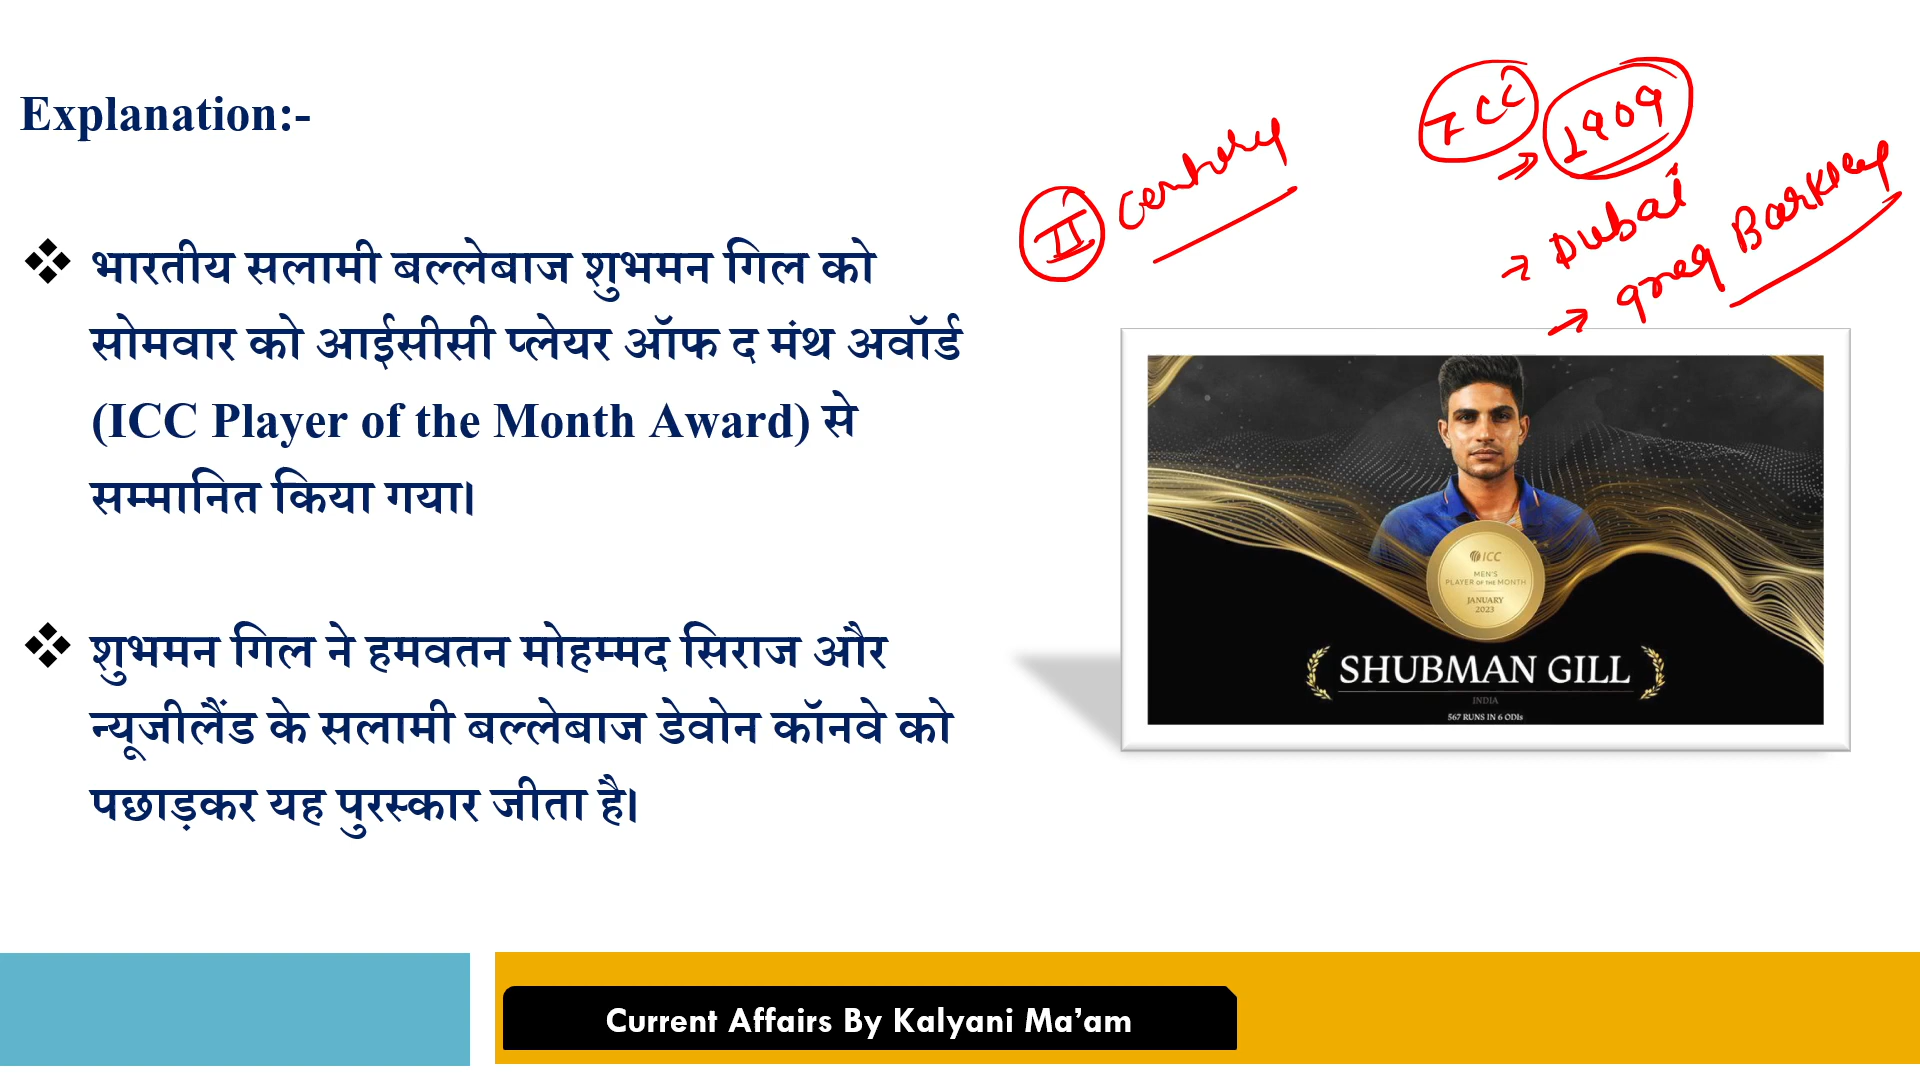 Explanation:-
भारतीय सलामी बल्लेबाज शुभमन गिल को
सोमवार को आईसीसी प्लेयर ऑफ द मंथ अवॉर्ड
(ICC Player of the Month Award) से
सम्मानित किया गया।
शुभमन गिल ने हमवतन मोहम्मद सिराज और
न्यूजीलैंड के सलामी बल्लेबाज डेवोन कॉनवे को
पछाड़कर यह पुरस्कार जीता है।
II Century
ICC
→ 1909
→ Dubai
→ Greg Barkley
ICC
MEN'S
PLAYER OF THE MONTH
JANUARY
2023
SHUBMAN GILL
INDIA
567 RUNS IN 6 ODIs
Current Affairs By Kalyani Ma'am